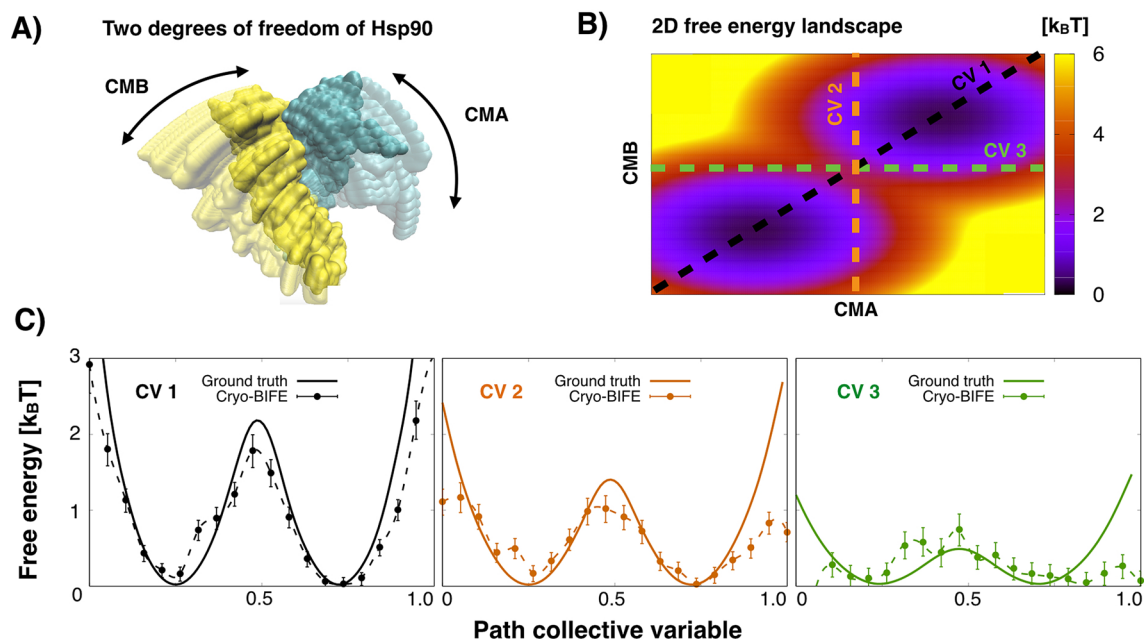 A)
Two degrees of freedom of Hsp90
CMB
CMA
B)
2D free energy landscape
[kBT]
CV 1
CV 2
CV 3
CMB
CMA
6
4
2
0
C)
Free energy [kBT]
3
2
1
0
CV 1
Ground truth
Cryo-BIFE
0.5
1.0
CV 2
Ground truth
Cryo-BIFE
0
0.5
1.0
CV 3
Ground truth
Cryo-BIFE
0
0.5
1.0
Path collective variable